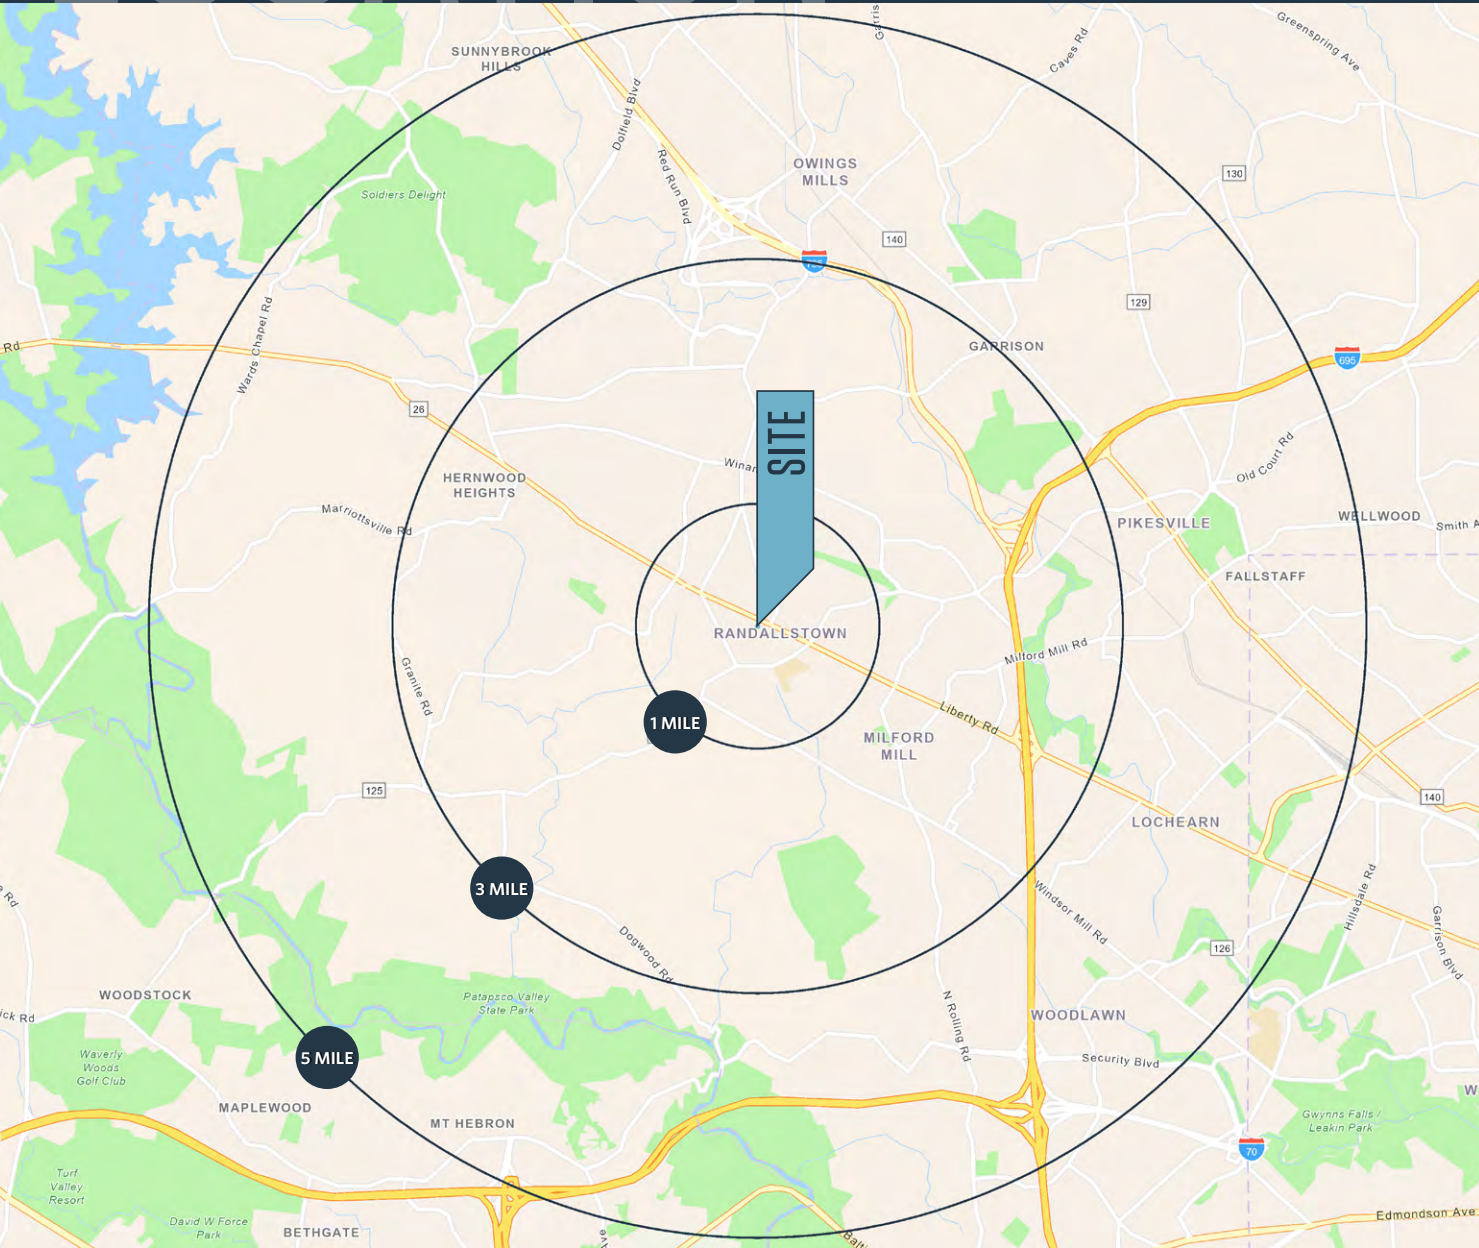 SUNNYBROOK
HILLS
Caves Rd
Greenspring Ave
Dolfield Blvd
Red Run Blvd
OWINGS
MILLS
130
Soldiers Delight
140
795
129
Wards Chapel Rd
Rd
GARRISON
695
26
SITE
Old Court Rd
HERNWOOD
HEIGHTS
Marriottsville Rd
PIKESVILLE
WELLWOOD
FALLSTAFF
RANDALLSTOWN
Milford Mill Rd
Granite Rd
1 MILE
Liberty Rd
MILFORD
MILL
125
140
LOCHEARN
3 MILE
Windsor Mill Rd
Hillsdale Rd
Garrison Blvd
Dogwood Rd
126
WOODSTOCK
Patapsco Valley
State Park
N Rolling Rd
WOODLAWN
5 MILE
Security Blvd
Waverly
Woods
Golf Club
MAPLEWOOD
MT HEBRON
Gwynns Falls /
Leakin Park
70
Turf
Valley
Resort
David W Force
Park
BETHGATE
Edmondson Ave